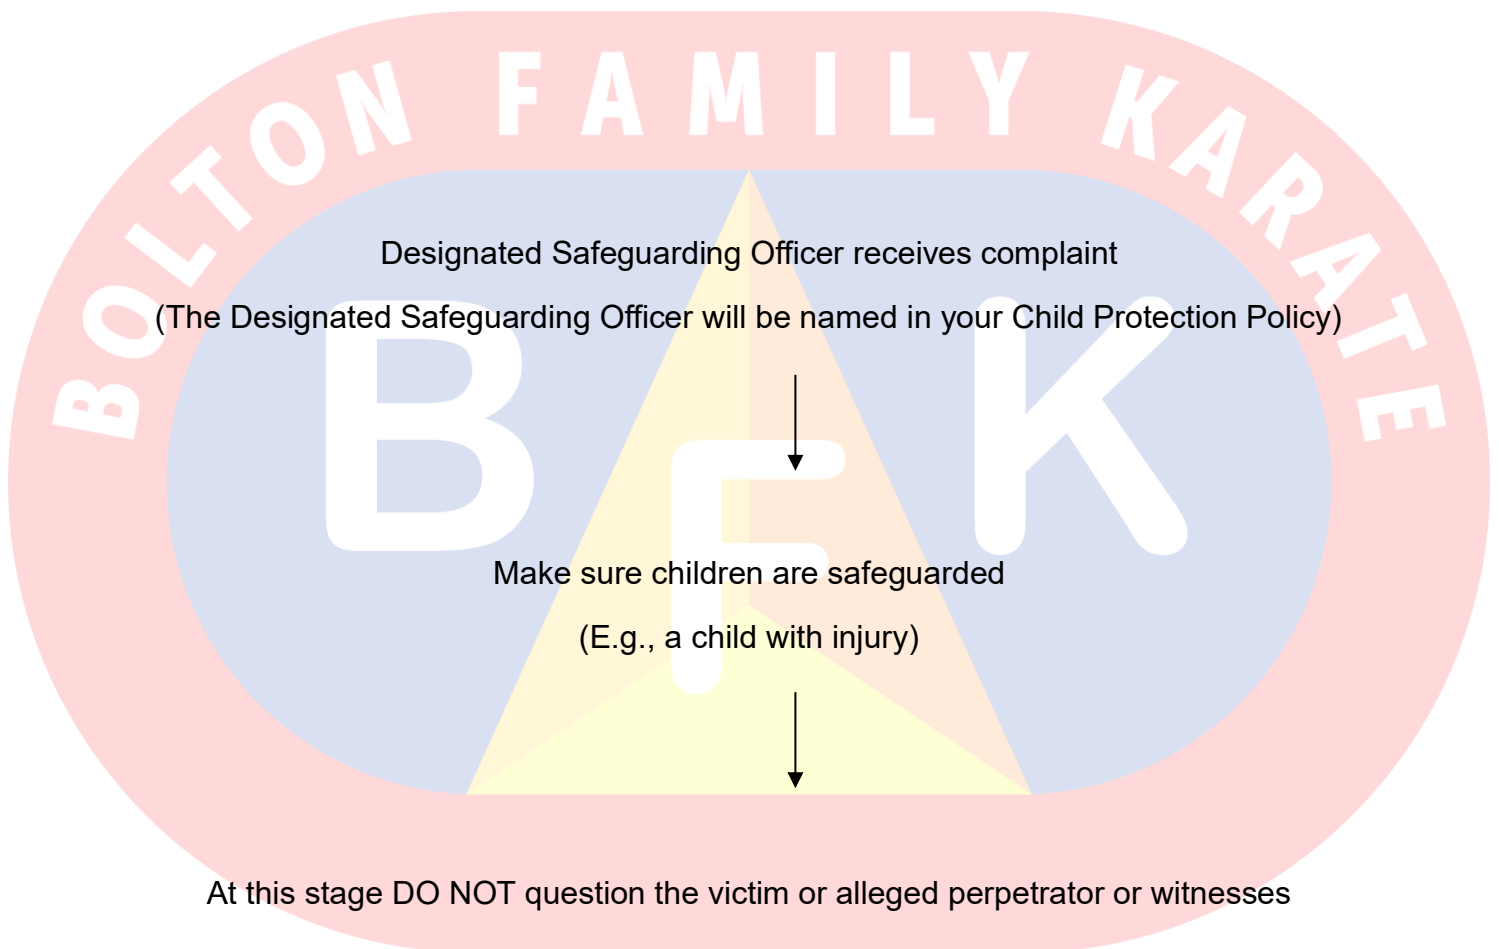 BOLTON FAMILY KARATE
Designated Safeguarding Officer receives complaint
(The Designated Safeguarding Officer will be named in your Child Protection Policy)
B F K
Make sure children are safeguarded
(E.g., a child with injury)
At this stage DO NOT question the victim or alleged perpetrator or witnesses